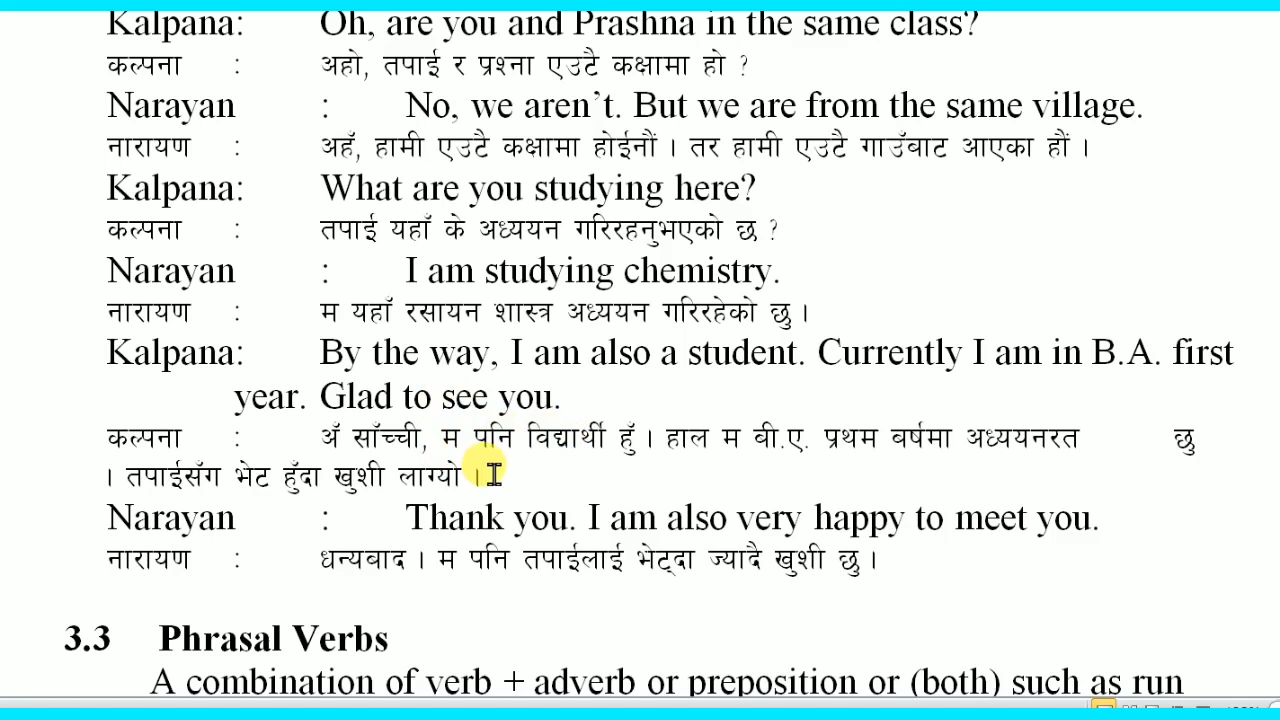 Kalpana: Oh, are you and Prashna in the same class?
कल्पना : अहो, तपाई र प्रश्ना एउटै कक्षामा हो ?
Narayan : No, we aren’t. But we are from the same village.
नारायण : अहँ, हामी एउटै कक्षामा होईनौं । तर हामी एउटै गाउँबाट आएका हौं ।
Kalpana: What are you studying here?
कल्पना : तपाई यहाँ के अध्ययन गरिरहनुभएको छ ?
Narayan : I am studying chemistry.
नारायण : म यहाँ रसायन शास्त्र अध्ययन गरिरहेको छु ।
Kalpana: By the way, I am also a student. Currently I am in B.A. first
year. Glad to see you.
कल्पना : अँ साँच्ची, म पनि विद्यार्थी हुँ । हाल म बी.ए. प्रथम वर्षमा अध्ययनरत छु
। तपाईसँग भेट हुँदा खुशी लाग्यो ।
Narayan : Thank you. I am also very happy to meet you.
नारायण : धन्यबाद । म पनि तपाईलाई भेट्दा ज्यादै खुशी छु ।
3.3 Phrasal Verbs
A combination of verb + adverb or preposition or (both) such as run